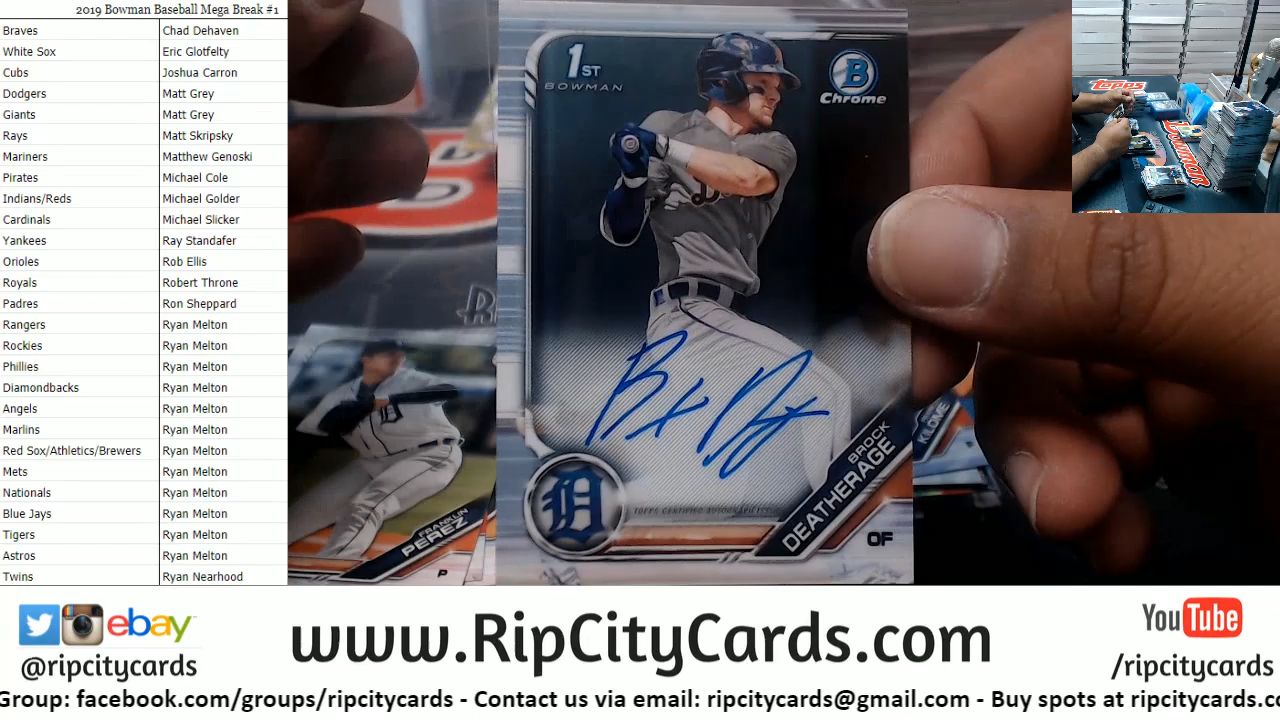 2019 Bowman Baseball Mega Break #1
Braves Chad Dehaven
White Sox Eric Glotfelty
Cubs Joshua Carron
Dodgers Matt Grey
Giants Matt Grey
Rays Matt Skripsky
Mariners Matthew Genoski
Pirates Michael Cole
Indians/Reds Michael Golder
Cardinals Michael Slicker
Yankees Ray Standafer
Orioles Rob Ellis
Royals Robert Throne
Padres Ron Sheppard
Rangers Ryan Melton
Rockies Ryan Melton
Phillies Ryan Melton
Diamondbacks Ryan Melton
Angels Ryan Melton
Marlins Ryan Melton
Red Sox/Athletics/Brewers Ryan Melton
Mets Ryan Melton
Nationals Ryan Melton
Blue Jays Ryan Melton
Tigers Ryan Melton
Astros Ryan Melton
Twins Ryan Nearhood
1ST
BOWMAN
B
Chrome
D
BROCK
DEATHERAGE
OF
FRANKLIN
PEREZ
P
KLOME
topps
Bowman
ebay
@ripcitycards
www.RipCityCards.com
YouTube
/ripcitycards
Group: facebook.com/groups/ripcitycards - Contact us via email: ripcitycards@gmail.com - Buy spots at ripcitycards.co